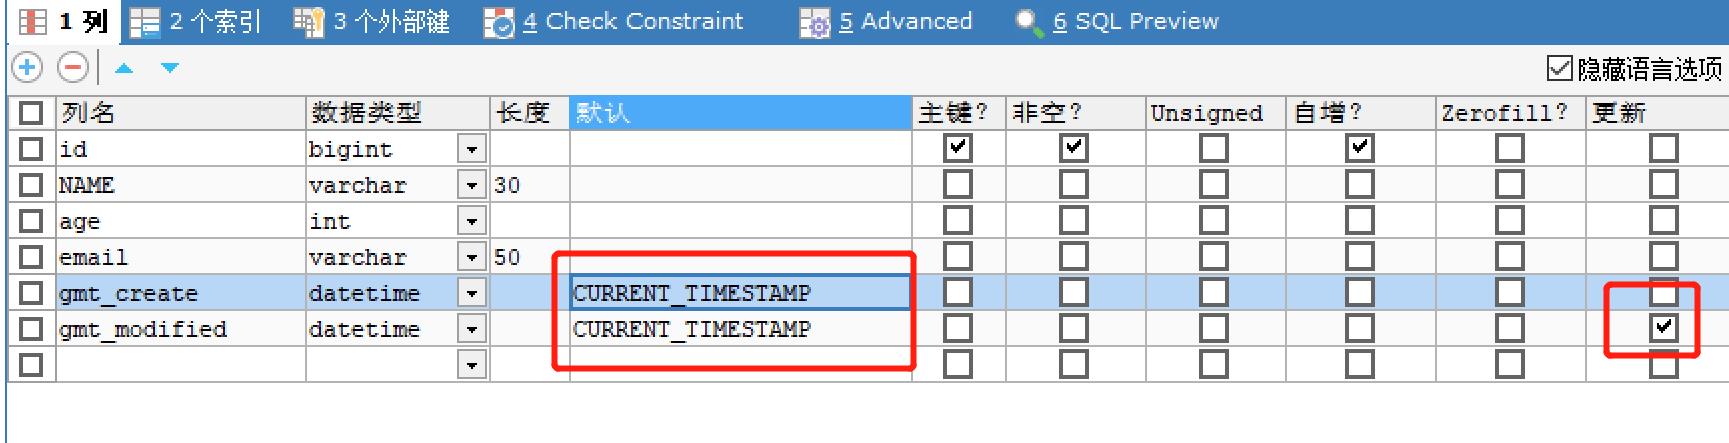 1 列 2 个索引 3 个外部键 4 Check Constraint 5 Advanced 6 SQL Preview
隐藏语言选项
列名 数据类型 长度 默认 主键? 非空? Unsigned 自增? Zerofill? 更新
id bigint
NAME varchar 30
age int
email varchar 50
gmt_create datetime CURRENT_TIMESTAMP
gmt_modified datetime CURRENT_TIMESTAMP